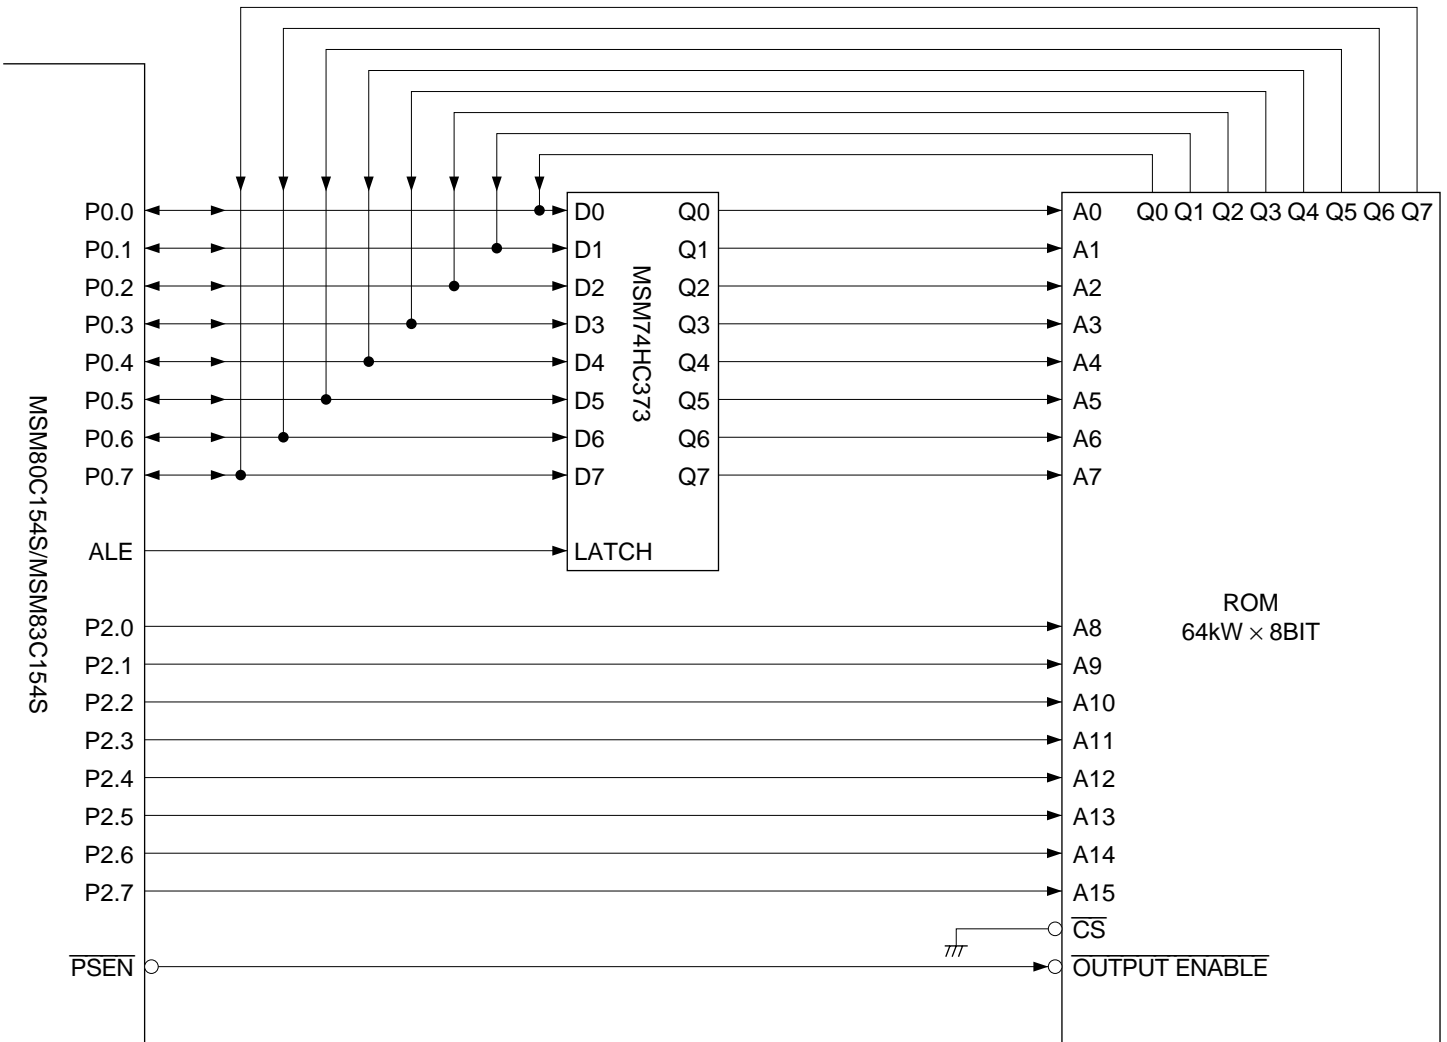 P0.0 D0 Q0 A0 Q0 Q1 Q2 Q3 Q4 Q5 Q6 Q7
P0.1 D1 Q1 A1
P0.2 D2 Q2 A2
P0.3 D3 Q3 A3
P0.4 D4 Q4 A4
P0.5 D5 Q5 A5
P0.6 D6 Q6 A6
P0.7 D7 Q7 A7
MSM74HC373
ALE LATCH
MSM80C154S/MSM83C154S
ROM
64kW × 8BIT
P2.0 A8
P2.1 A9
P2.2 A10
P2.3 A11
P2.4 A12
P2.5 A13
P2.6 A14
P2.7 A15
CS
PSEN OUTPUT ENABLE